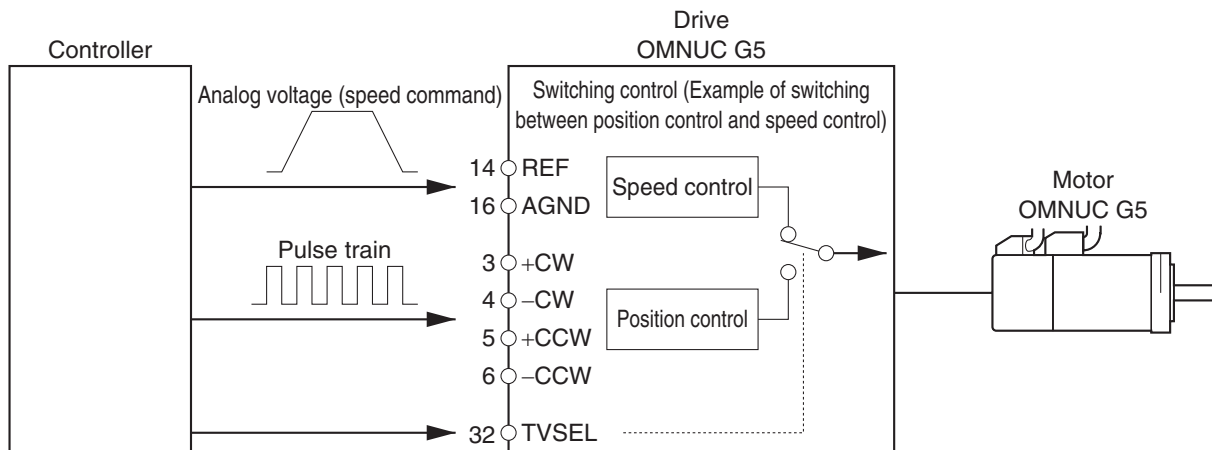 Drive
OMNUC G5
Controller
Analog voltage (speed command)
Switching control (Example of switching
between position control and speed control)
14 REF
Speed control
16 AGND
Motor
OMNUC G5
Pulse train
3 +CW
4 −CW
Position control
5 +CCW
6 −CCW
32 TVSEL